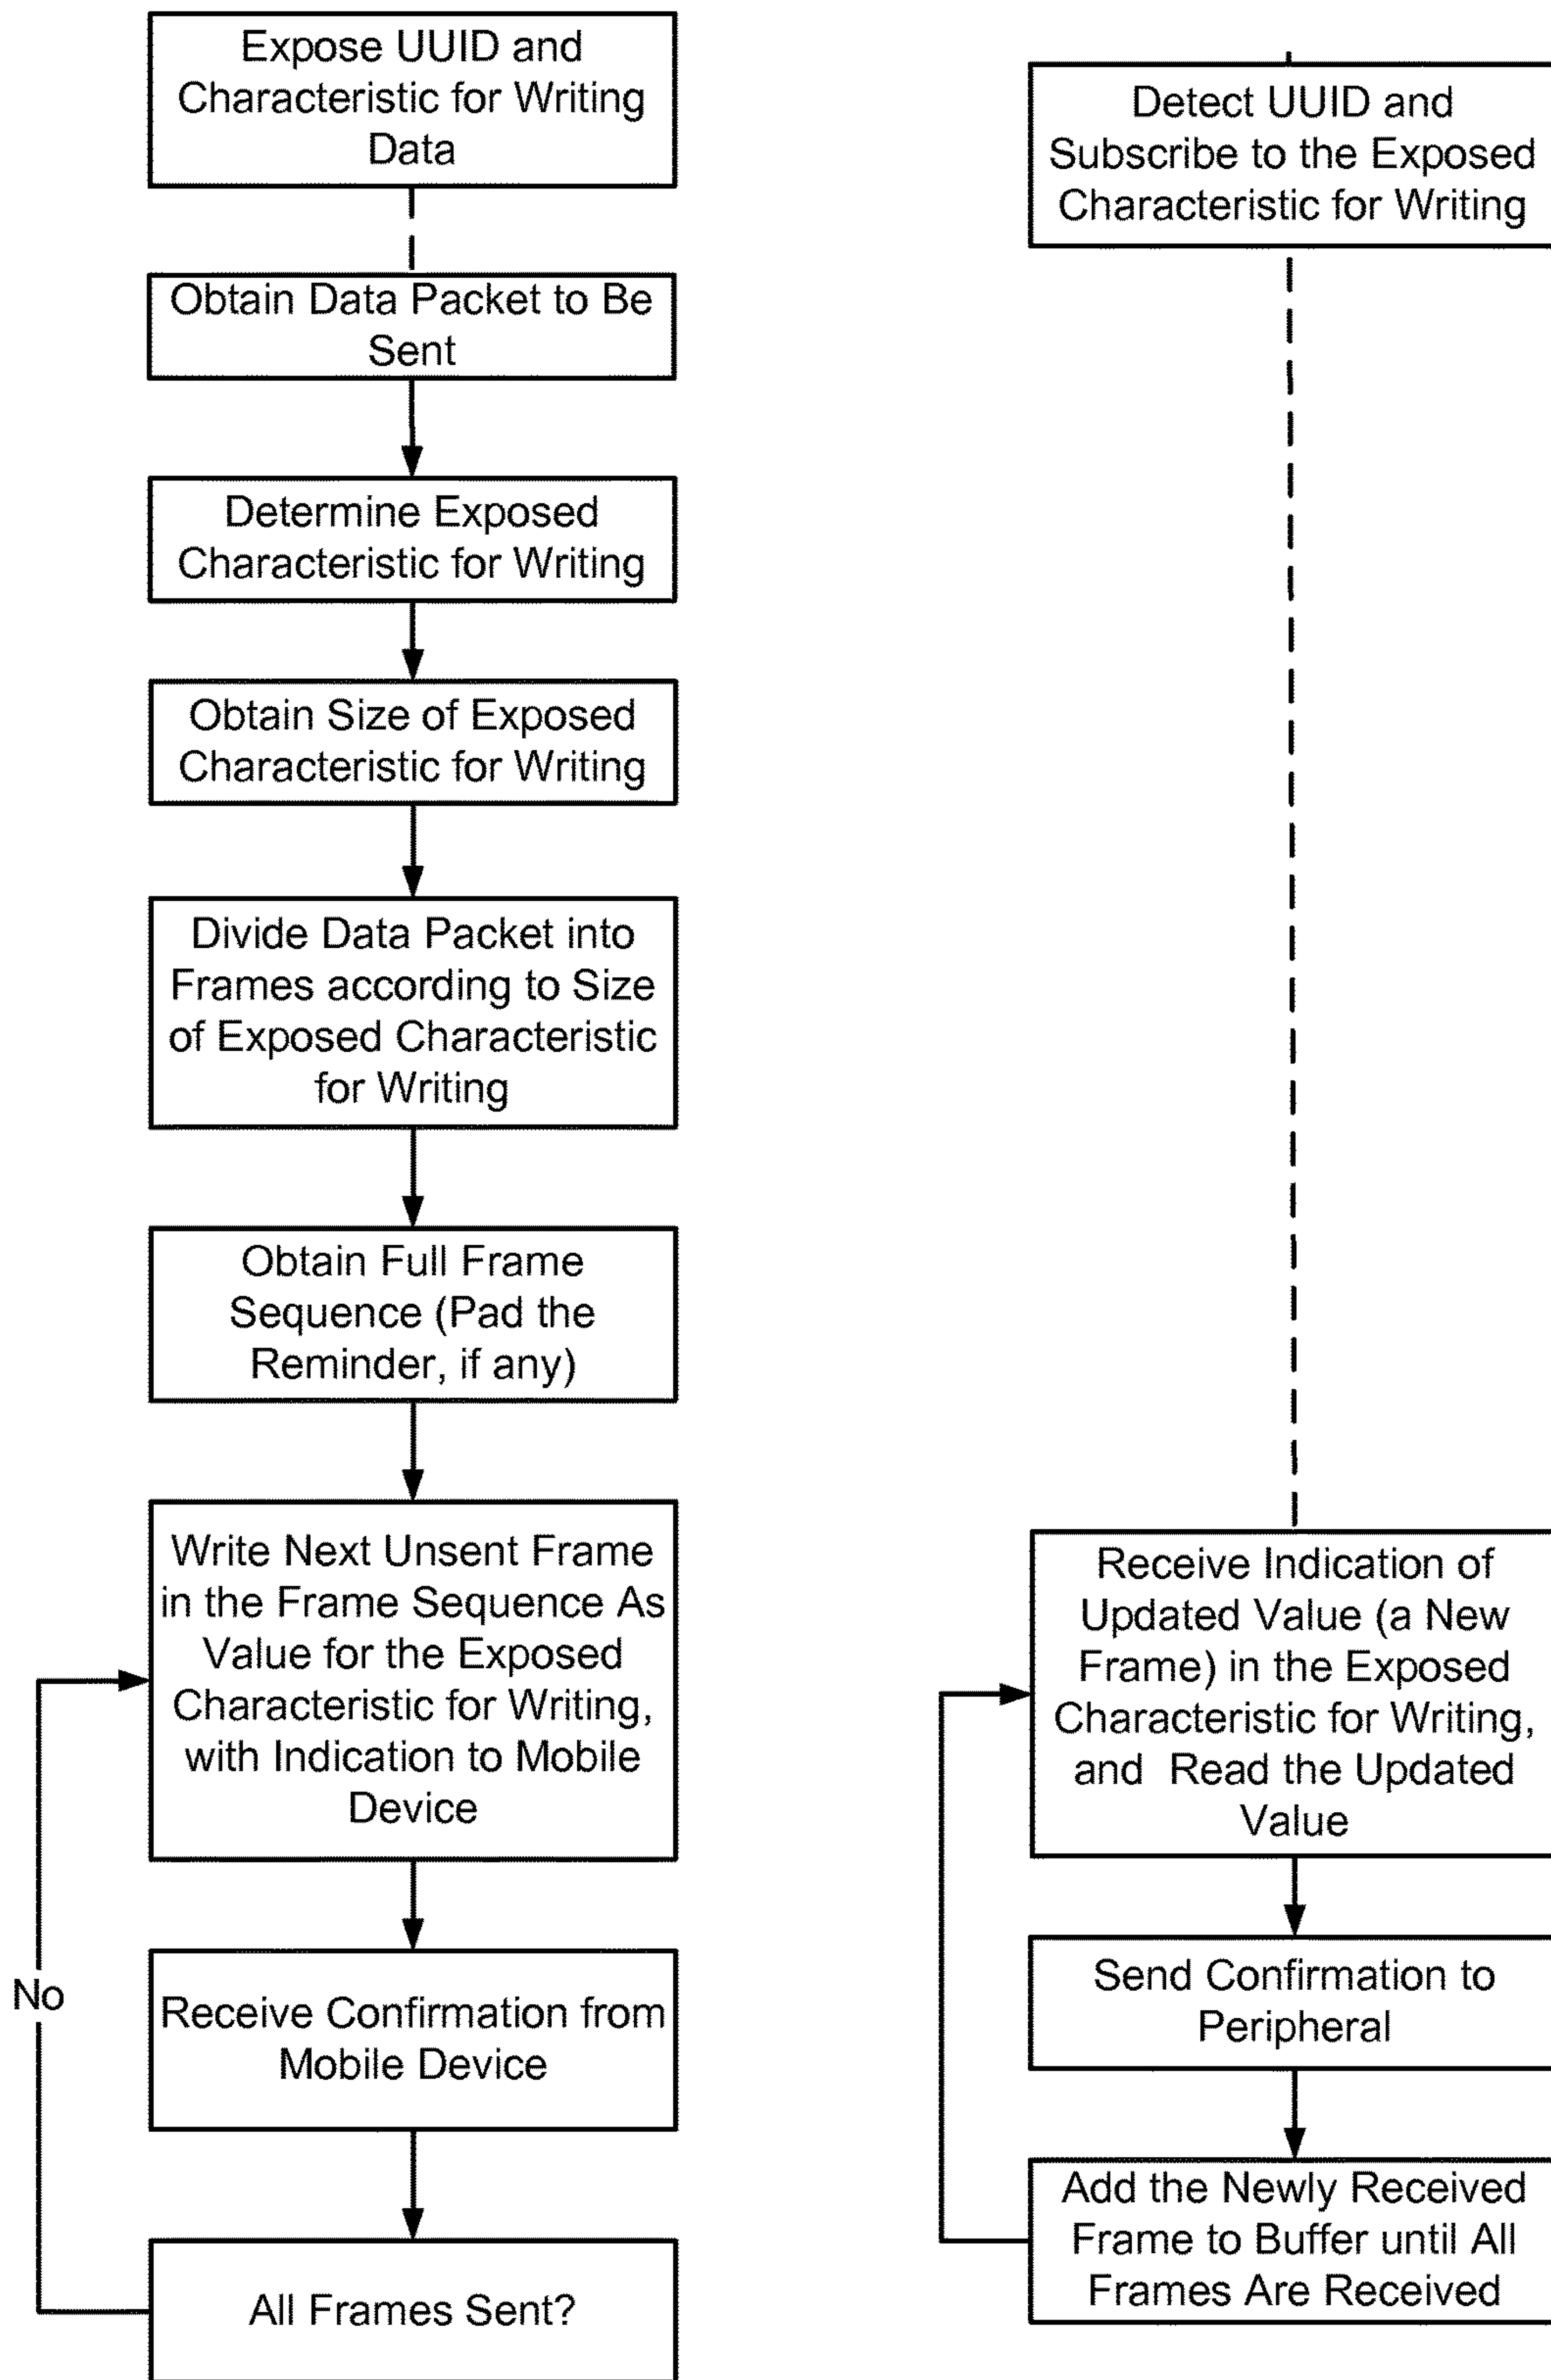 Expose UUID and
Characteristic for Writing
Data
Obtain Data Packet to Be
Sent
Determine Exposed
Characteristic for Writing
Obtain Size of Exposed
Characteristic for Writing
Divide Data Packet into
Frames according to Size
of Exposed Characteristic
for Writing
Obtain Full Frame
Sequence (Pad the
Reminder, if any)
Write Next Unsent Frame
in the Frame Sequence As
Value for the Exposed
Characteristic for Writing,
with Indication to Mobile
Device
No
Receive Confirmation from
Mobile Device
All Frames Sent?
Detect UUID and
Subscribe to the Exposed
Characteristic for Writing
Receive Indication of
Updated Value (a New
Frame) in the Exposed
Characteristic for Writing,
and Read the Updated
Value
Send Confirmation to
Peripheral
Add the Newly Received
Frame to Buffer until All
Frames Are Received